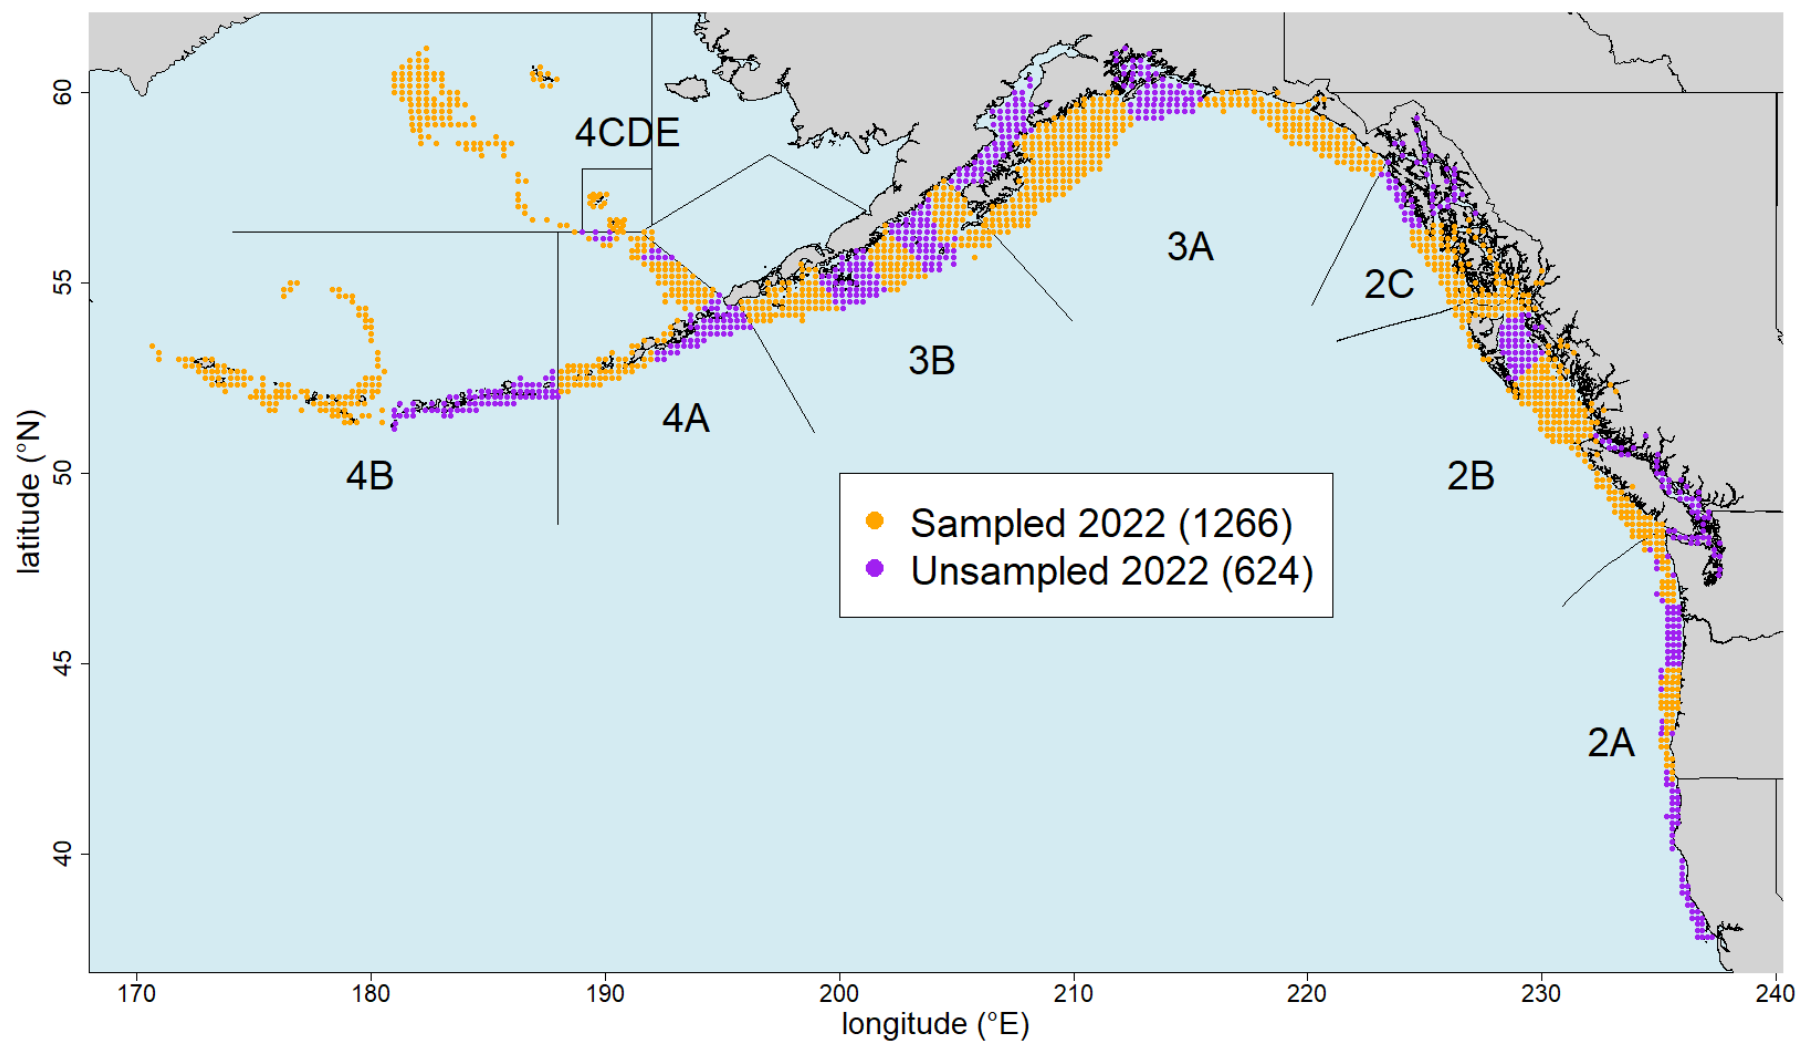 60
55
50
45
40
latitude (°N)
4CDE
3A
2C
3B
4A
4B
2B
2A
Sampled 2022 (1266)
Unsampled 2022 (624)
170
180
190
200
210
220
230
240
longitude (°E)